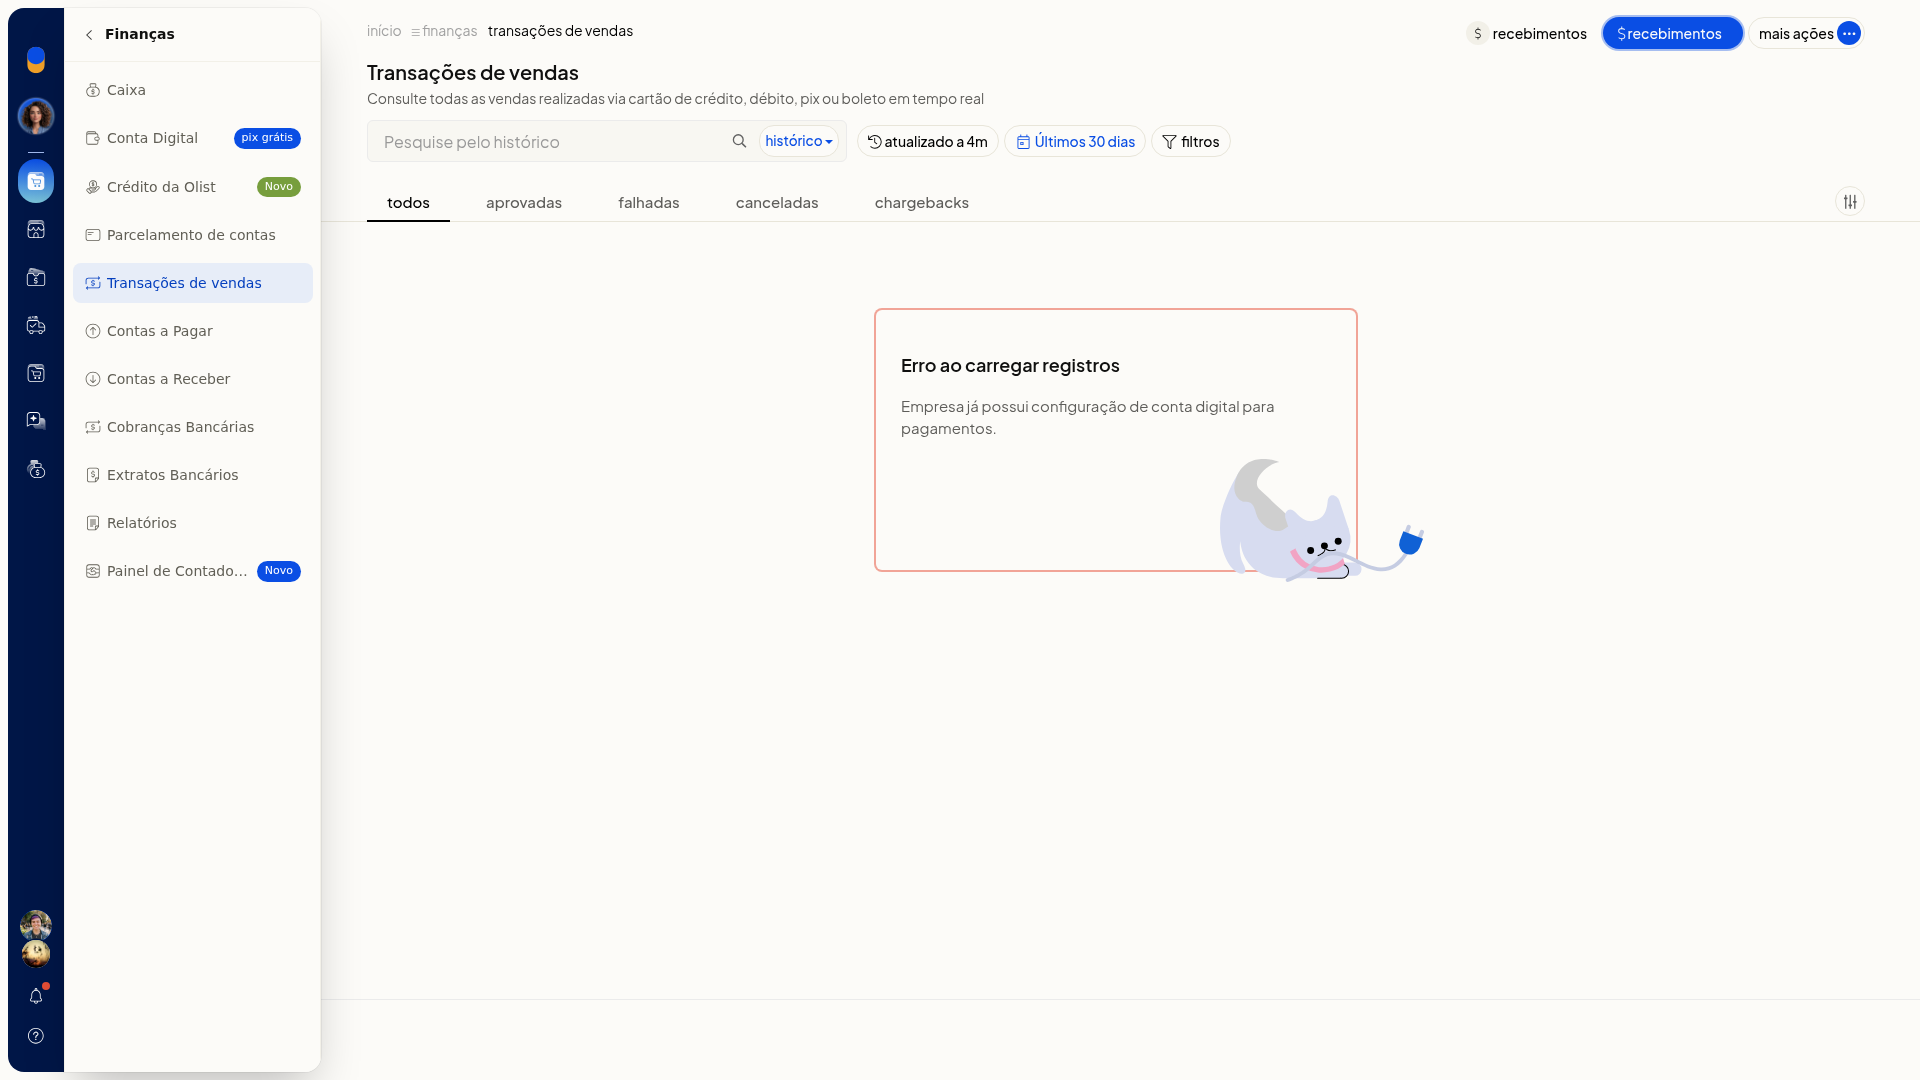 Finanças
Caixa
Conta Digital pix grátis
Crédito da Olist Novo
Parcelamento de contas
Transações de vendas
Contas a Pagar
Contas a Receber
Cobranças Bancárias
Extratos Bancários
Relatórios
Painel de Contado... Novo
início finanças transações de vendas
$ recebimentos $recebimentos mais ações
Transações de vendas
Consulte todas as vendas realizadas via cartão de crédito, débito, pix ou boleto em tempo real
Pesquise pelo histórico histórico atualizado a 4m Últimos 30 dias filtros
todos aprovadas falhadas canceladas chargebacks
Erro ao carregar registros
Empresa já possui configuração de conta digital para
pagamentos.